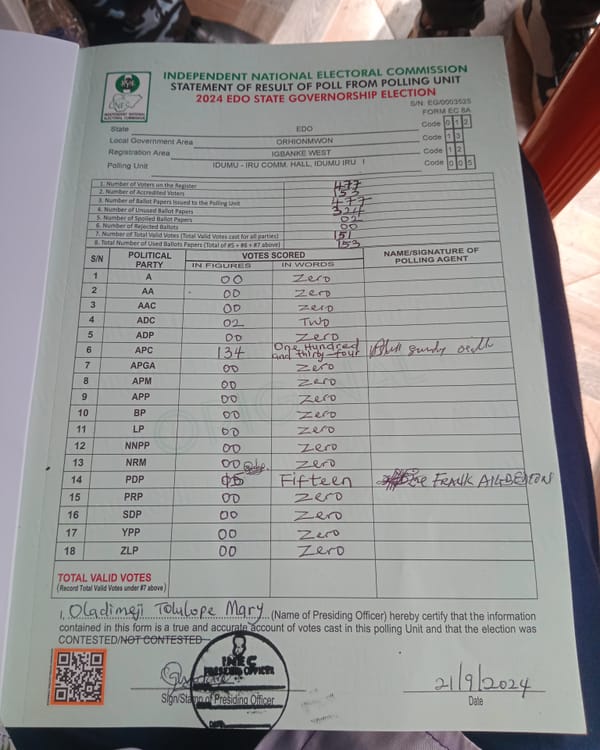 INDEPENDENT NATIONAL ELECTORAL COMMISSION
STATEMENT OF RESULT OF POLL FROM POLLING UNIT
2024 EDO STATE GOVERNORSHIP ELECTION
S/N: EG/0003525
FORM EC 8A
INEC
INDEPENDENT NATIONAL ELECTORAL COMMISSION
State EDO Code 0 1 2
Local Government Area ORHIONMWON Code 1 3
Registration Area IGBANKE WEST Code 1 2
Polling Unit IDUMU - IRU COMM. HALL, IDUMU IRU I Code 0 0 5
1. Number of Voters on the Register 477
2. Number of Accredited Voters 153
3. Number of Ballot Papers Issued to the Polling Unit 477
4. Number of Unused Ballot Papers 324
5. Number of Spoiled Ballot Papers 02
6. Number of Rejected Ballots 00
7. Number of Total Valid Votes (Total Valid Votes cast for all parties) 151
8. Total Number of Used Ballots Papers (Total of #5 + #6 + #7 above) 153
S/N POLITICAL PARTY VOTES SCORED NAME/SIGNATURE OF POLLING AGENT
IN FIGURES IN WORDS
1 A 00 Zero
2 AA 00 Zero
3 AAC 00 Zero
4 ADC 02 Two
5 ADP 00 Zero
6 APC 134 One Hundred and thirty four
7 APGA 00 Zero
8 APM 00 Zero
9 APP 00 Zero
10 BP 00 Zero
11 LP 00 Zero
12 NNPP 00 Zero
13 NRM 00 Zero
14 PDP Fifteen FRANK
15 PRP 00 Zero
16 SDP 00 Zero
17 YPP 00 Zero
18 ZLP 00 Zero
TOTAL VALID VOTES
(Record Total Valid Votes under #7 above)
I, Oladimeji Tolulope Mary (Name of Presiding Officer) hereby certify that the information
contained in this form is a true and accurate account of votes cast in this polling Unit and that the election was
CONTESTED/NOT CONTESTED
INEC
PRESIDING OFFICER
Sign/Stamp of Presiding Officer
DATE
21/9/2024
Date